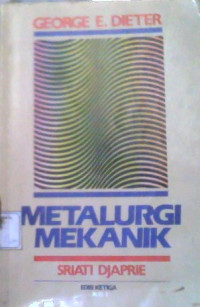 GEORGE E. DIETER
METALURGI
MEKANIK
SRIATI DJAPRIE
EDISI KETIGA